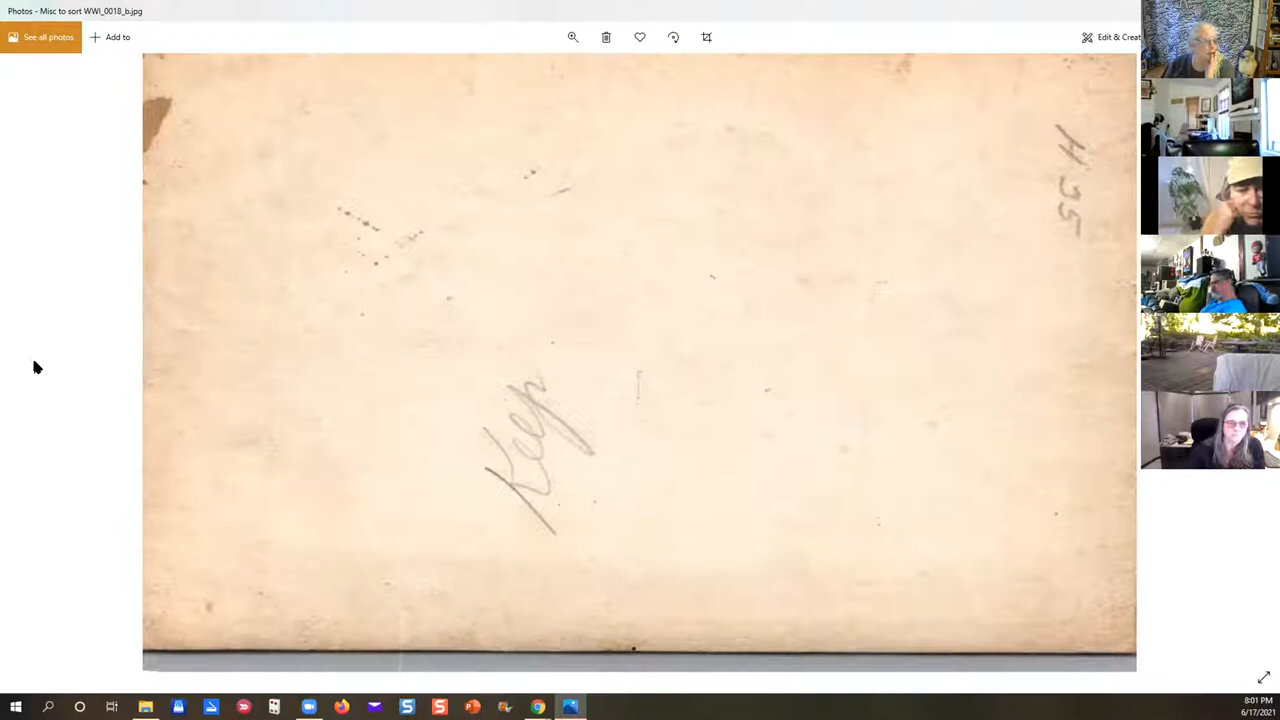 Photos - Misc to sort WWI_0018_b.jpg
See all photos
Add to
Edit & Creat
H 35
Keep
8:01 PM
6/17/2021